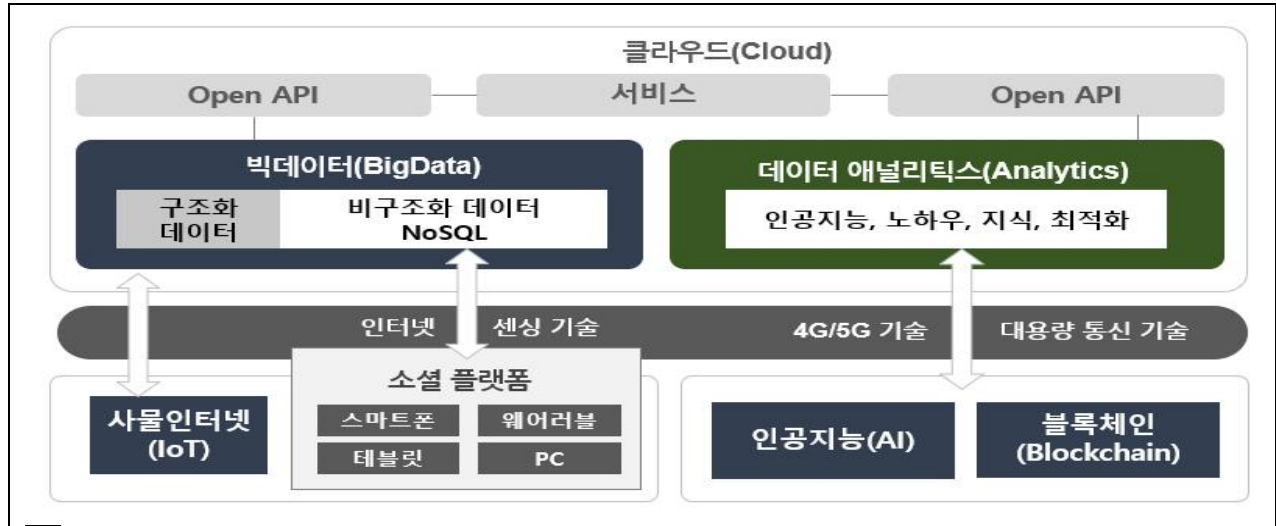 클라우드(Cloud)
Open API
서비스
Open API
빅데이터(BigData)
구조화
데이터
비구조화 데이터
NoSQL
데이터 애널리틱스(Analytics)
인공지능, 노하우, 지식, 최적화
인터넷
센싱 기술
4G/5G 기술
대용량 통신 기술
사물인터넷
(IoT)
소셜 플랫폼
스마트폰
웨어러블
테블릿
PC
인공지능(AI)
블록체인
(Blockchain)